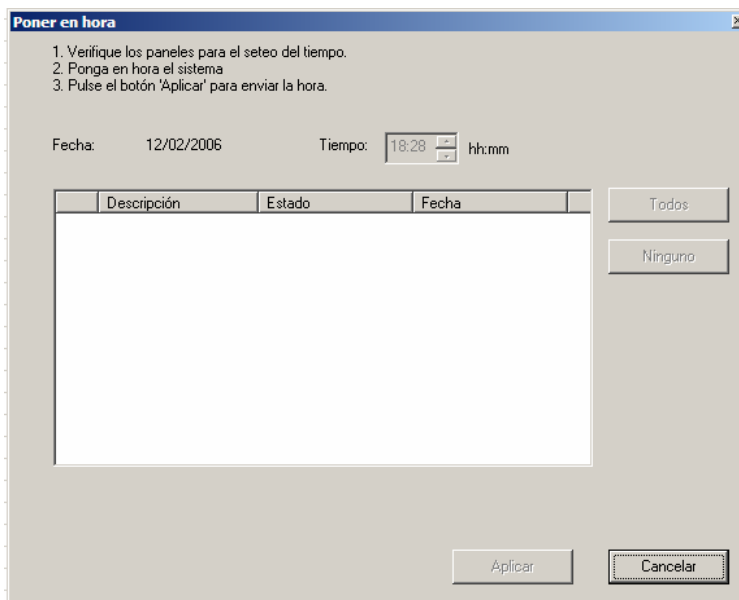 Poner en hora
1. Verifique los paneles para el seteo del tiempo.
2. Ponga en hora el sistema
3. Pulse el botón 'Aplicar' para enviar la hora.
Fecha: 12/02/2006 Tiempo: 18:28 hh:mm
Descripción Estado Fecha
Todos
Ninguno
Aplicar Cancelar